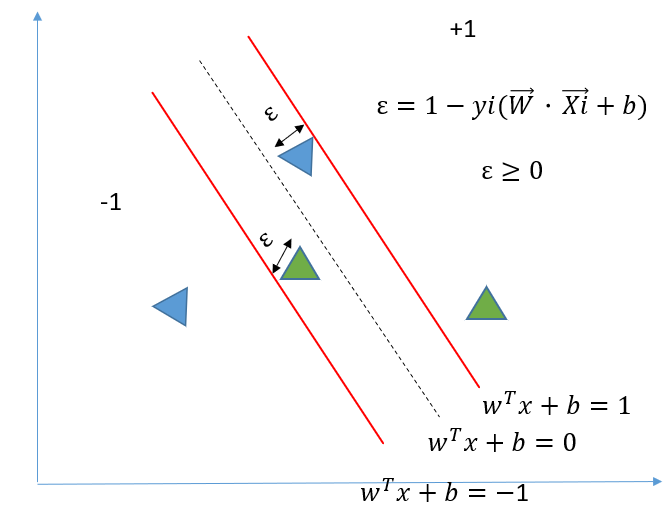 +1
ε = 1 − yi(W⃗ · X⃗i + b)
ε
ε ≥ 0
-1
ε
wᵀx + b = 1
wᵀx + b = 0
wᵀx + b = −1